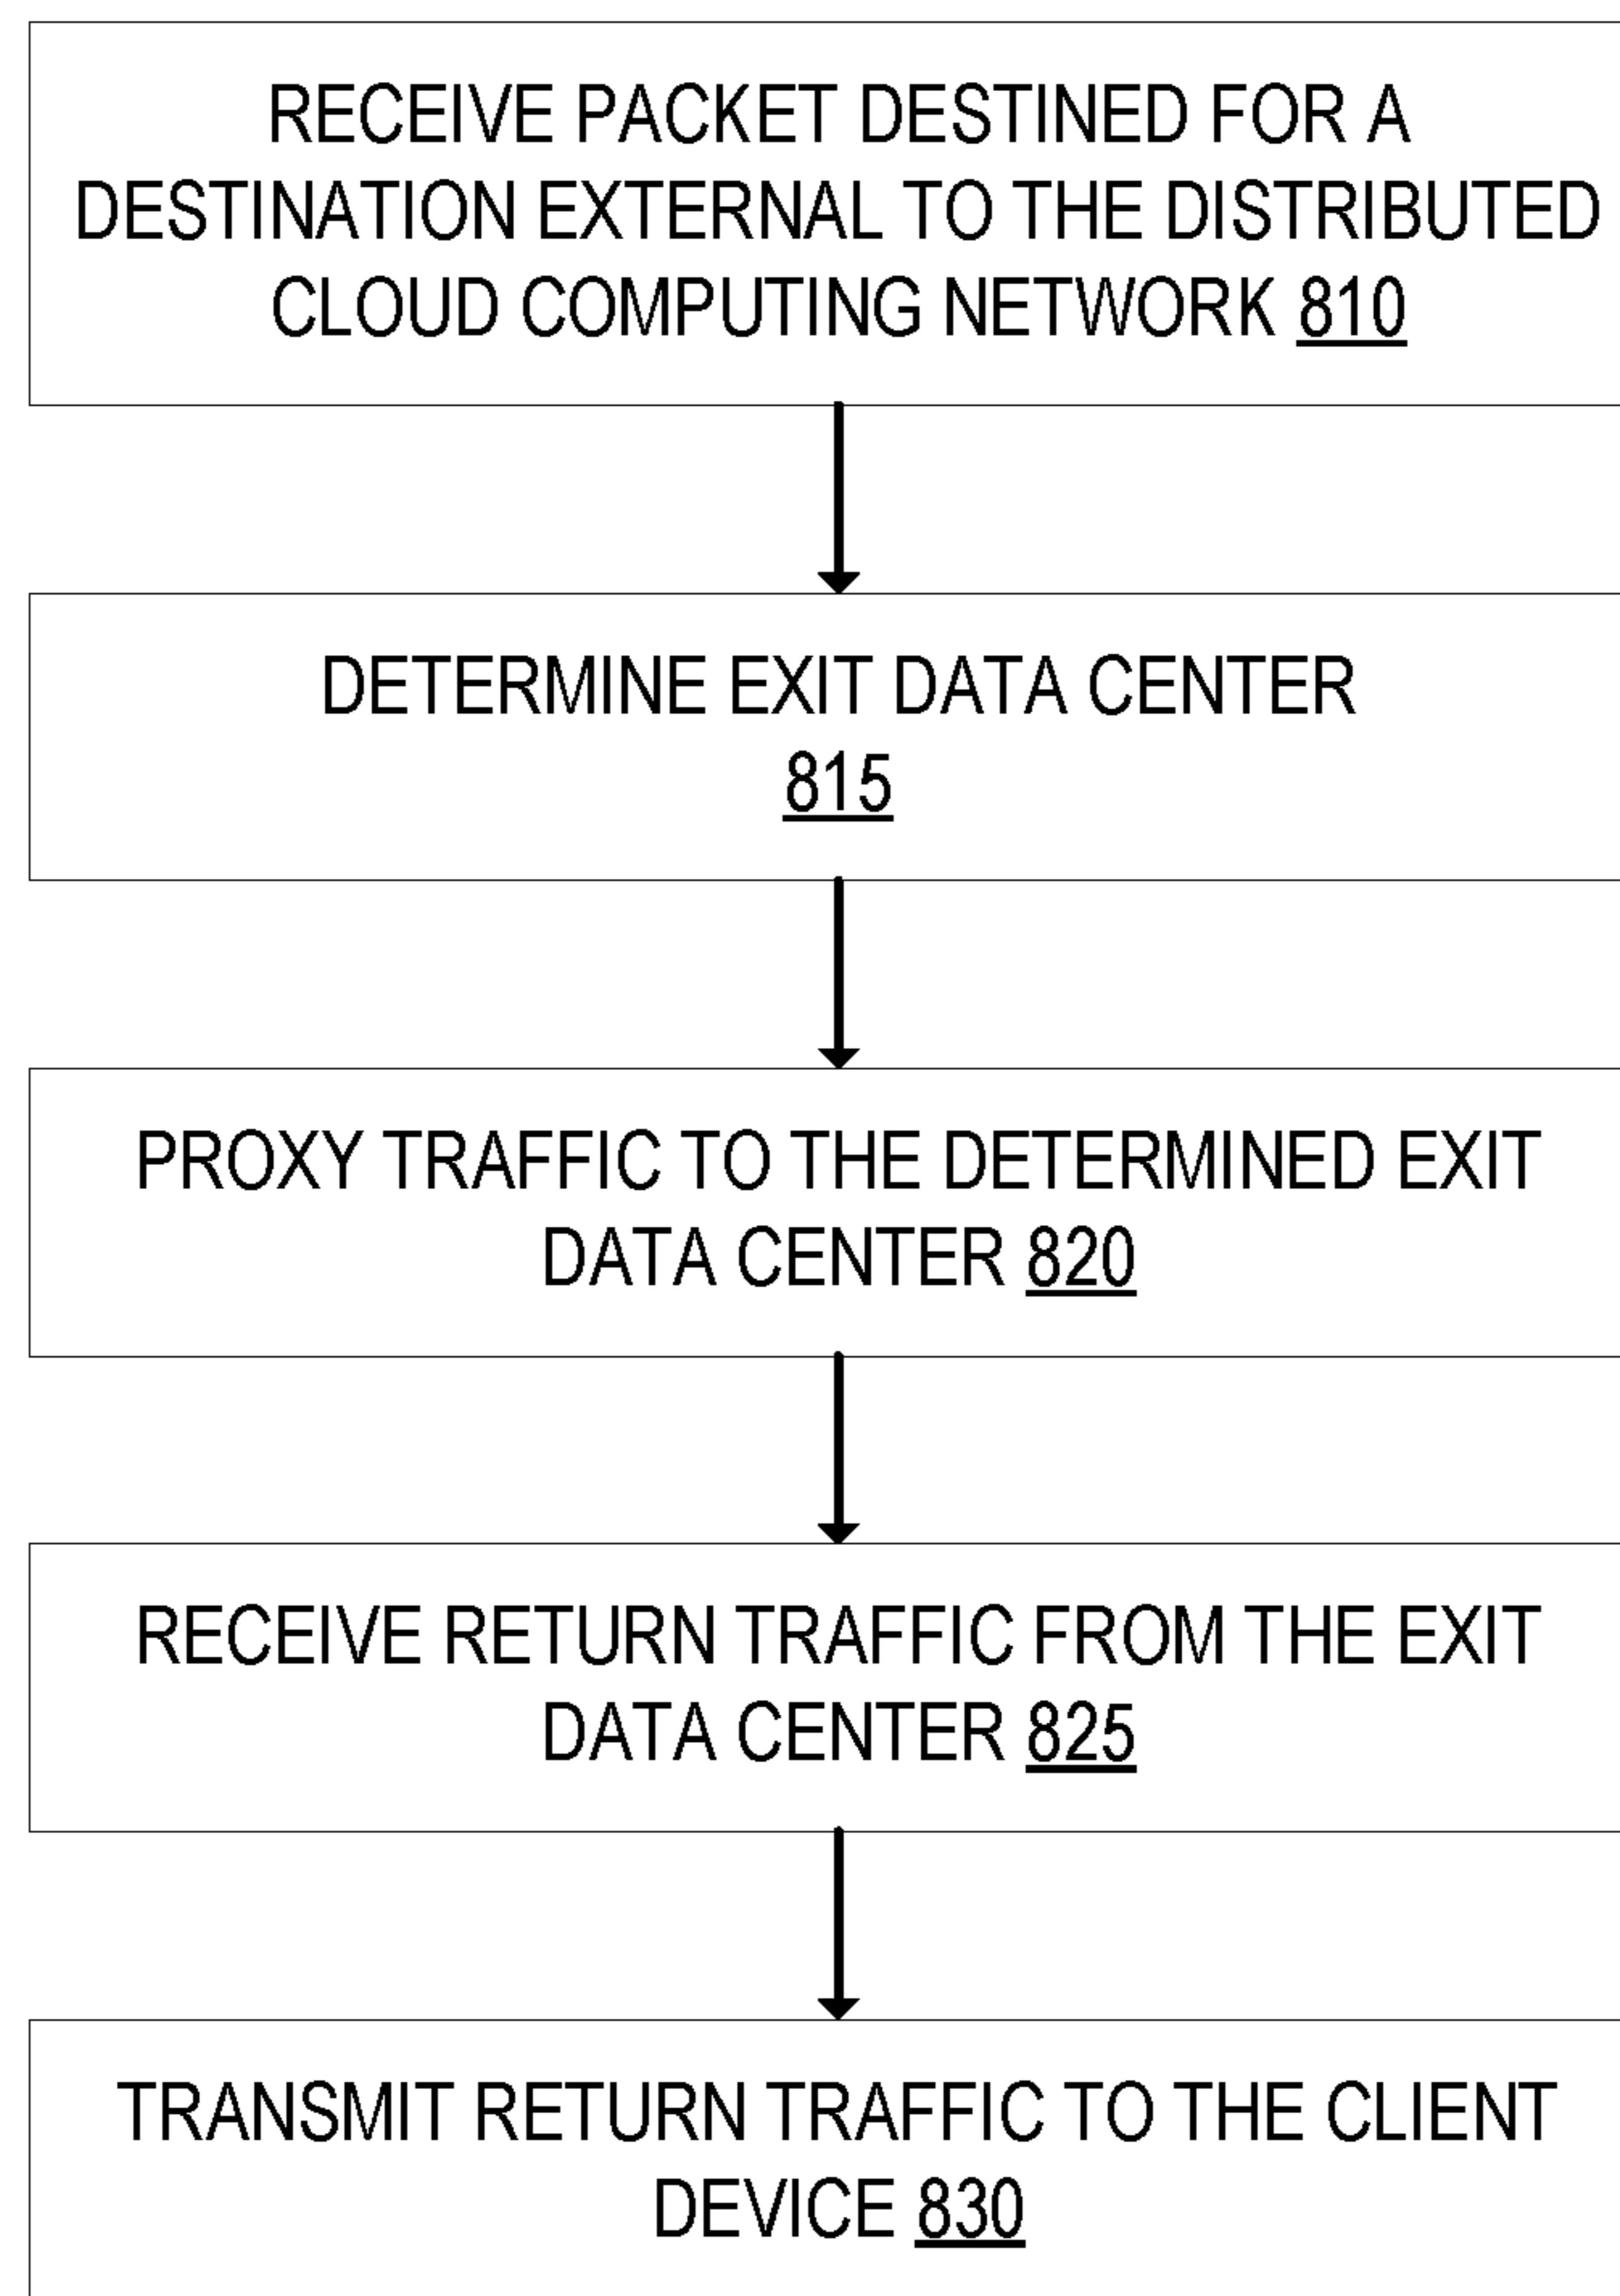 RECEIVE PACKET DESTINED FOR A
DESTINATION EXTERNAL TO THE DISTRIBUTED
CLOUD COMPUTING NETWORK 810
DETERMINE EXIT DATA CENTER
815
PROXY TRAFFIC TO THE DETERMINED EXIT
DATA CENTER 820
RECEIVE RETURN TRAFFIC FROM THE EXIT
DATA CENTER 825
TRANSMIT RETURN TRAFFIC TO THE CLIENT
DEVICE 830